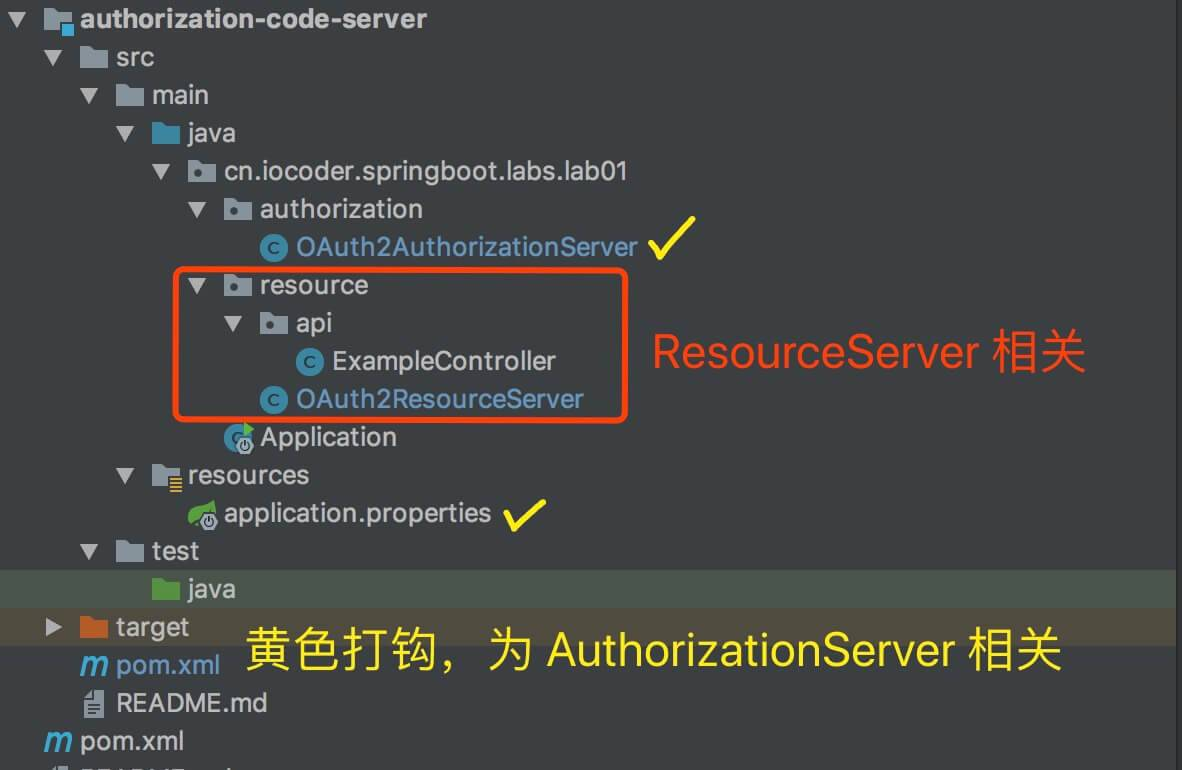 authorization-code-server
src
main
java
cn.iocoder.springboot.labs.lab01
authorization
OAuth2AuthorizationServer
resource
api
ExampleController
ResourceServer 相关
OAuth2ResourceServer
Application
resources
application.properties
test
java
target
黄色打钩，为 AuthorizationServer 相关
pom.xml
README.md
pom.xml